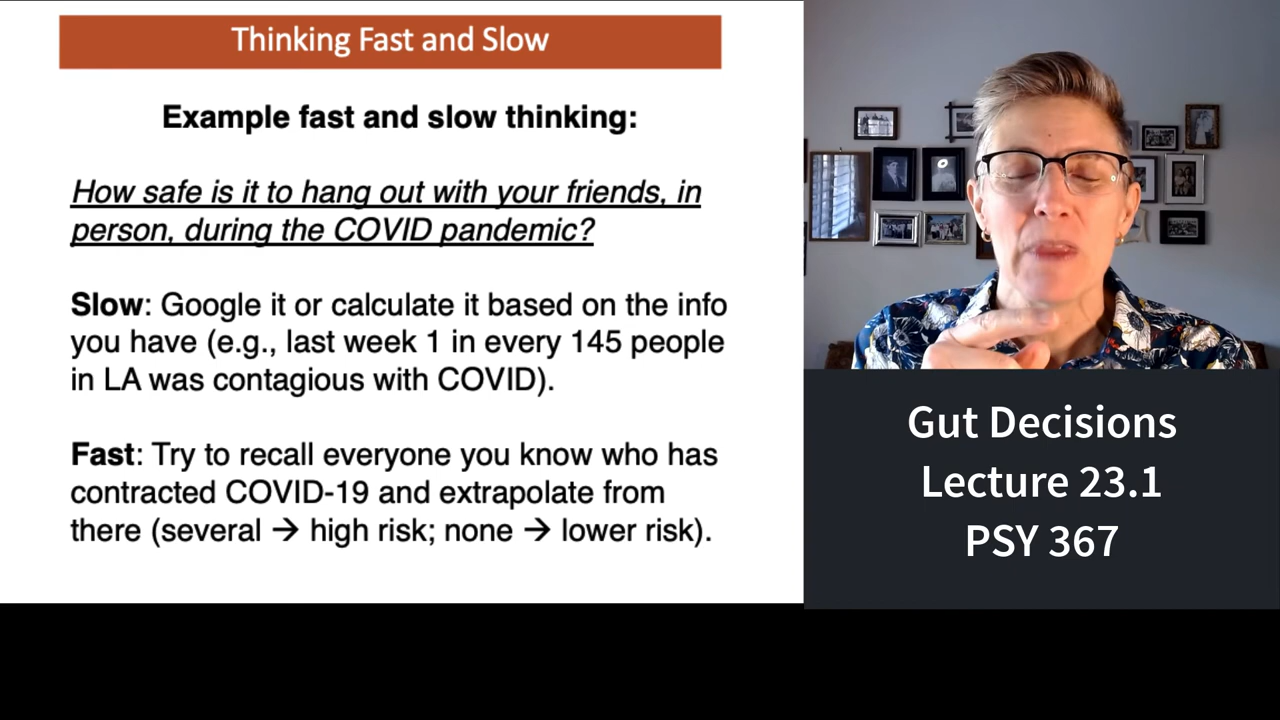 Thinking Fast and Slow
Example fast and slow thinking:
How safe is it to hang out with your friends, in
person, during the COVID pandemic?
Slow: Google it or calculate it based on the info
you have (e.g., last week 1 in every 145 people
in LA was contagious with COVID).
Fast: Try to recall everyone you know who has
contracted COVID-19 and extrapolate from
there (several → high risk; none → lower risk).
Gut Decisions
Lecture 23.1
PSY 367